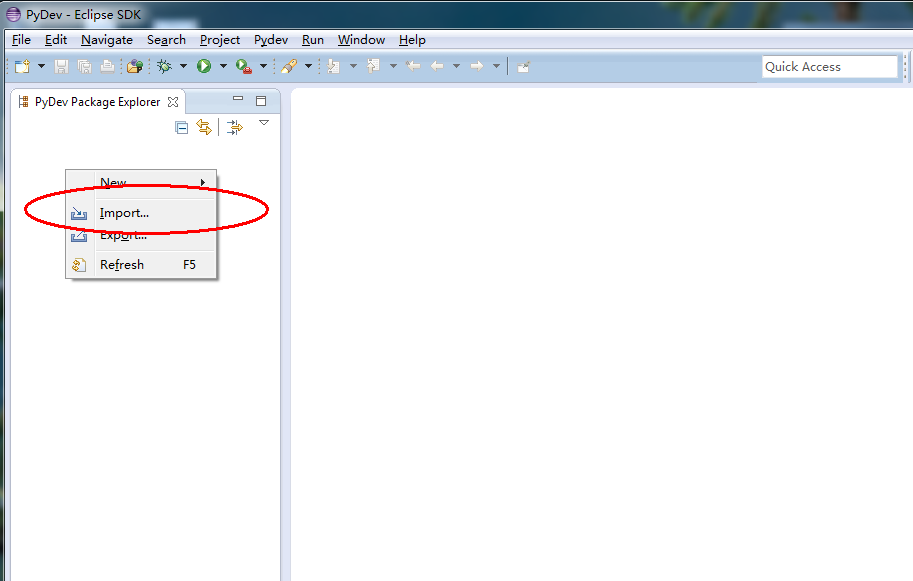 PyDev - Eclipse SDK
File Edit Navigate Search Project Pydev Run Window Help
Quick Access
PyDev Package Explorer
New
Import...
Export...
Refresh F5